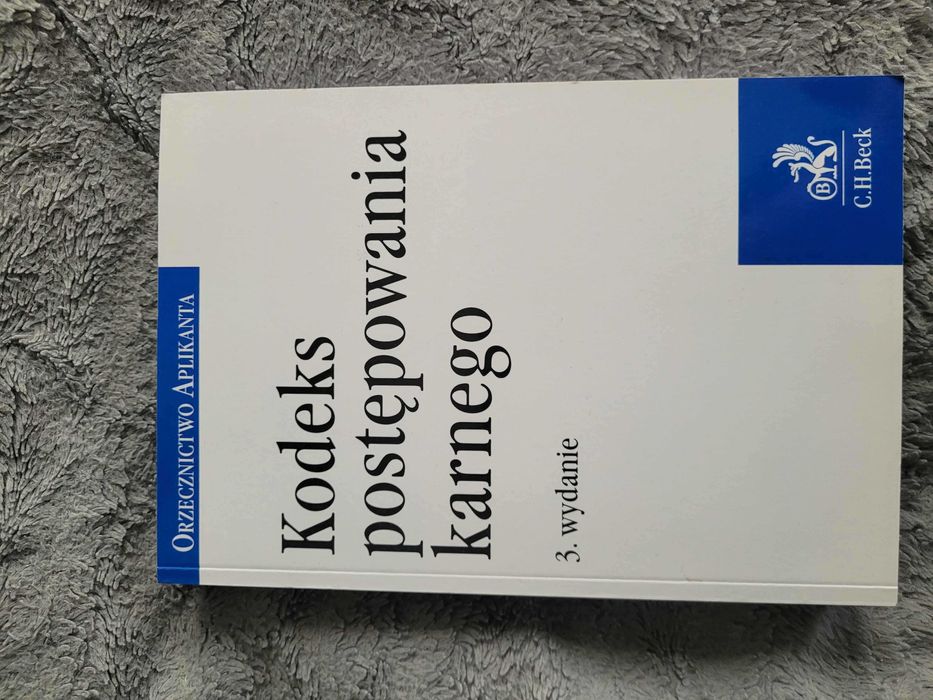 ORZECZNICTWO APLIKANTA
Kodeks
postępowania
karnego
3. wydanie
B
C.H.Beck